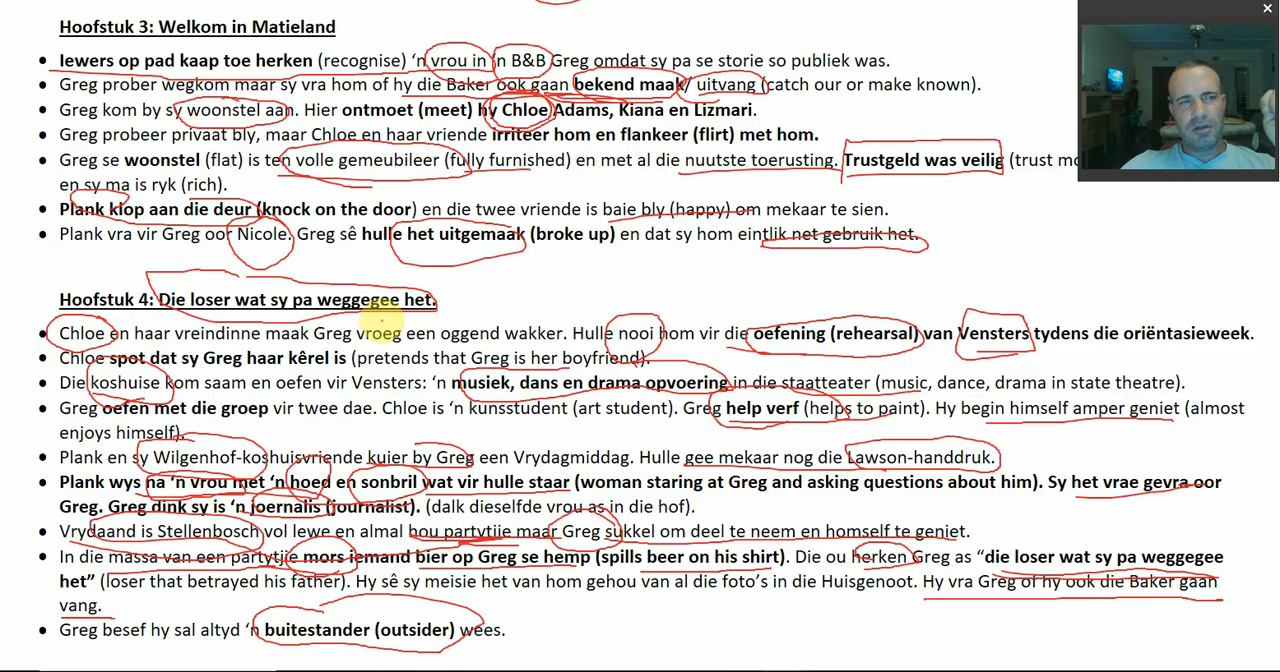 Hoofstuk 3: Welkom in Matieland
Iewers op pad kaap toe herken (recognise) 'n vrou in 'n B&B Greg omdat sy pa se storie so publiek was.
Greg prober wegkom maar sy vra hom of hy die Baker ook gaan bekend maak/ uitvang (catch our or make known).
Greg kom by sy woonstel aan. Hier ontmoet (meet) hy Chloe Adams, Kiana en Lizmari.
Greg probeer privaat bly, maar Chloe en haar vriende irriteer hom en flankeer (flirt) met hom.
Greg se woonstel (flat) is ten volle gemeubileer (fully furnished) en met al die nuutste toerusting. Trustgeld was veilig (trust mo
en sy ma is ryk (rich).
Plank klop aan die deur (knock on the door) en die twee vriende is baie bly (happy) om mekaar te sien.
Plank vra vir Greg oor Nicole. Greg sê hulle het uitgemaak (broke up) en dat sy hom eintlik net gebruik het.
Hoofstuk 4: Die loser wat sy pa weggegee het.
Chloe en haar vreindinne maak Greg vroeg een oggend wakker. Hulle nooi hom vir die oefening (rehearsal) van Vensters tydens die oriëntasieweek.
Chloe spot dat sy Greg haar kêrel is (pretends that Greg is her boyfriend).
Die koshuise kom saam en oefen vir Vensters: 'n musiek, dans en drama opvoering in die staatteater (music, dance, drama in state theatre).
Greg oefen met die groep vir twee dae. Chloe is 'n kunsstudent (art student). Greg help verf (helps to paint). Hy begin himself amper geniet (almost
enjoys himself).
Plank en sy Wilgenhof-koshuisvriende kuier by Greg een Vrydagmiddag. Hulle gee mekaar nog die Lawson-handdruk.
Plank wys na 'n vrou met 'n hoed en sonbril wat vir hulle staar (woman staring at Greg and asking questions about him). Sy het vrae gevra oor
Greg. Greg dink sy is 'n joernalis (journalist). (dalk dieselfde vrou as in die hof).
Vrydaand is Stellenbosch vol lewe en almal hou partytjie maar Greg sukkel om deel te neem en homself te geniet.
In die massa van een partytjie mors iemand bier op Greg se hemp (spills beer on his shirt). Die ou herken Greg as "die loser wat sy pa weggegee
het" (loser that betrayed his father). Hy sê sy meisie het van hom gehou van al die foto's in die Huisgenoot. Hy vra Greg of hy ook die Baker gaan
vang.
Greg besef hy sal altyd 'n buitestander (outsider) wees.